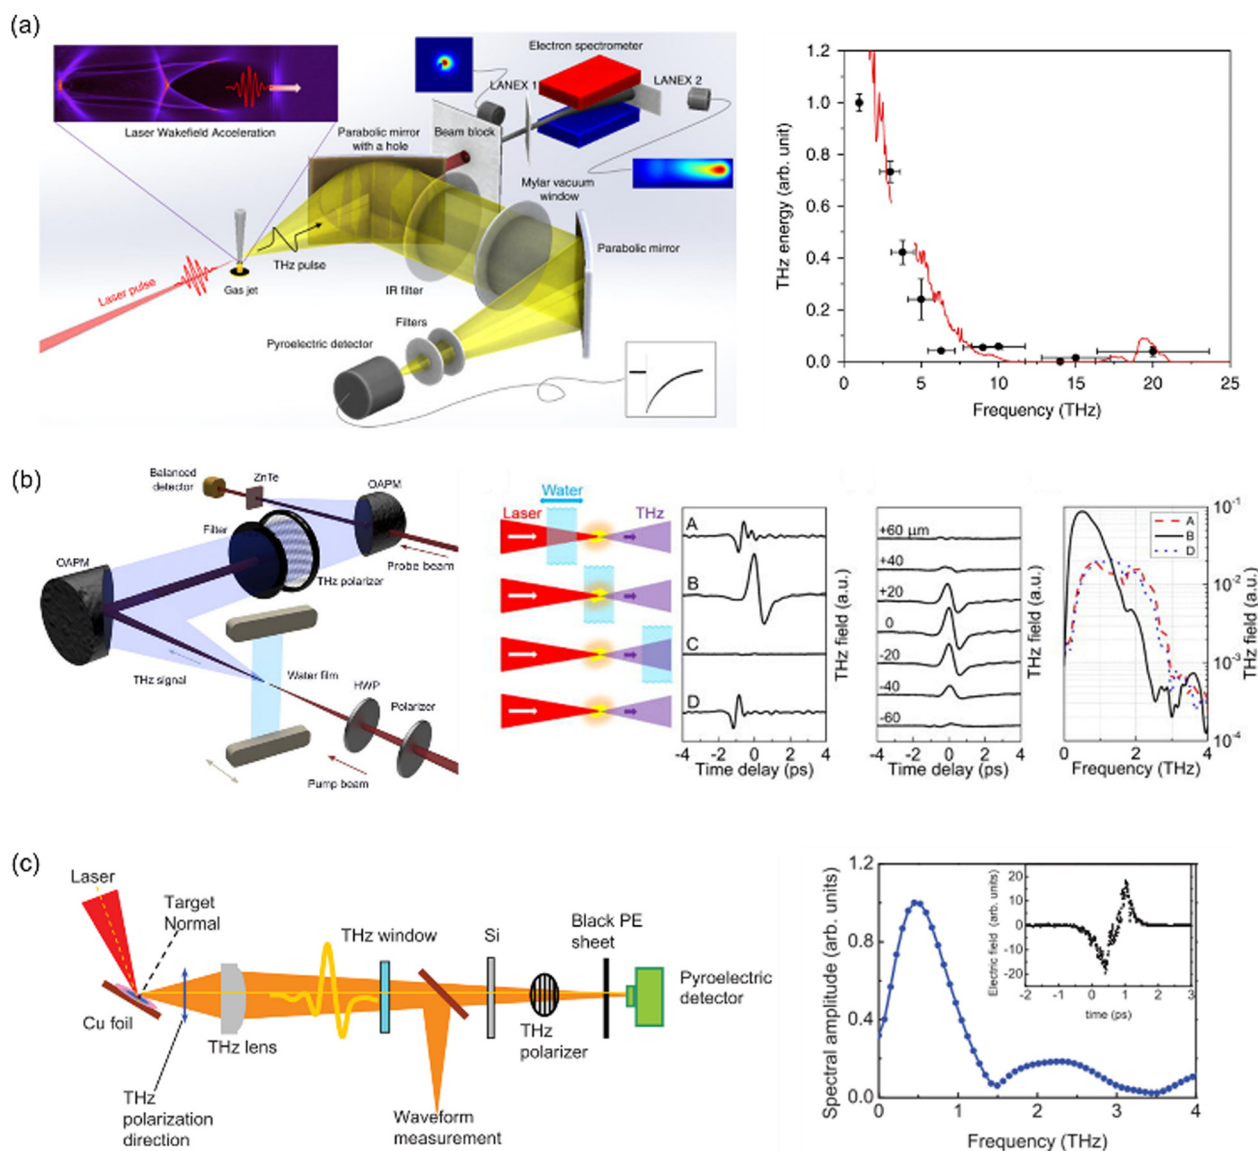 (a)
Electron spectrometer
LANEX 1
LANEX 2
Laser Wakefield Acceleration
Parabolic mirror
with a hole
Beam block
Mylar vacuum
window
Parabolic mirror
THz pulse
Laser pulse
Gas jet
IR filter
Filters
Pyroelectric detector
THz energy (arb. unit)
1.2
1.0
0.8
0.6
0.4
0.2
0.0
0
5
10
15
20
25
Frequency (THz)
(b)
Balanced
detector
ZnTe
OAPM
Filter
OAPM
Probe beam
THz polarizer
THz signal
Water film
HWP
Polarizer
Pump beam
Water
Laser
THz
A
B
C
D
-4
-2
0
2
4
Time delay (ps)
THz field (a.u.)
+60 μm
+40
+20
0
-20
-40
-60
-4
-2
0
2
4
Time delay (ps)
THz field (a.u.)
A
B
D
10-1
10-2
10-3
10-4
0
2
4
Frequency (THz)
THz field (a.u.)
(c)
Laser
Target
Normal
Cu foil
THz lens
THz
polarization
direction
THz window
Waveform
measurement
Si
THz
polarizer
Black PE
sheet
Pyroelectric
detector
Spectral amplitude (arb. units)
1.2
0.8
0.4
0.0
0
1
2
3
4
Frequency (THz)
Electric field (arb. units)
20
10
0
-10
-20
-2
-1
0
1
2
3
time (ps)